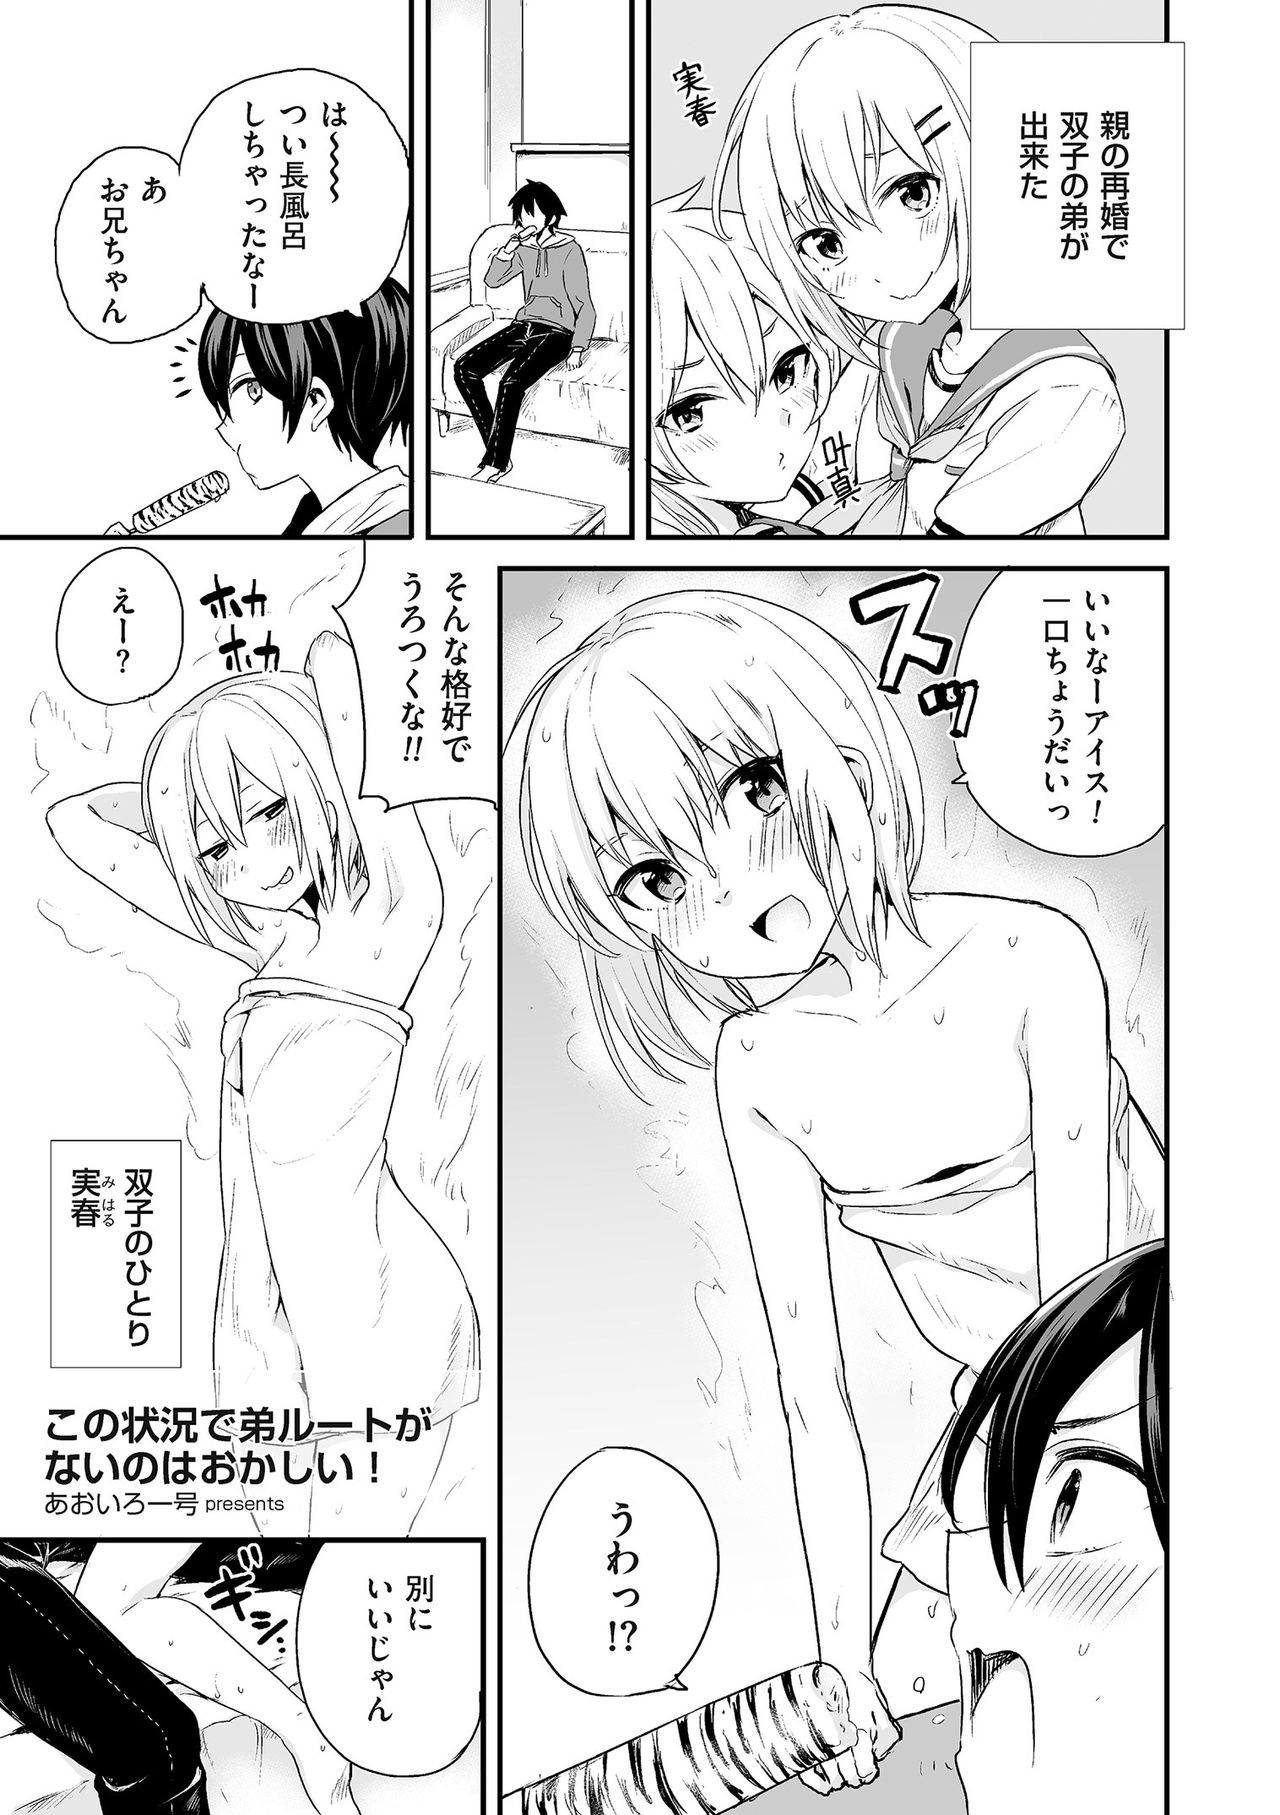 親の再婚で
双子の弟が
出来た
実春
叶真
は〜〜〜
つい長風呂
しちゃったなー
あ
お兄ちゃん
いいなーアイス！
一口ちょうだいっ
スッ
うわっ!?
そんな格好で
うろつくな!!
ホカ
ホカ
えー？
双子のひとり
実春
みはる
この状況で弟ルートが
ないのはおかしい！
あおいろ一号 presents
別に
いいじゃん
ギシ